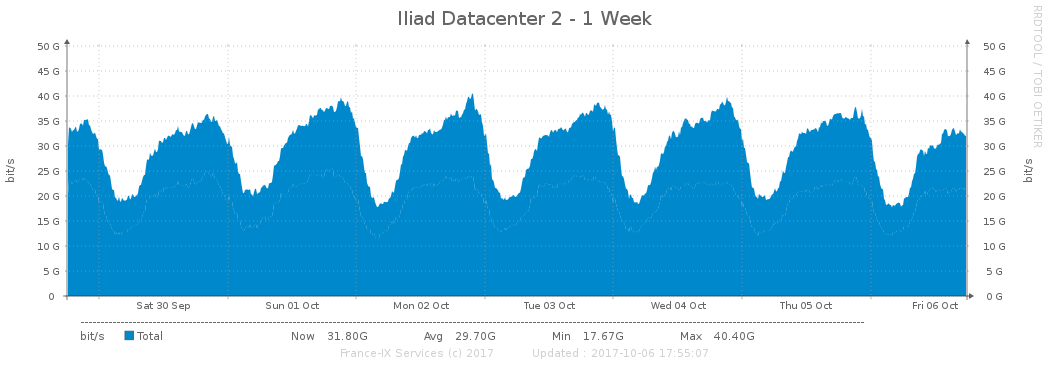 Iliad Datacenter 2 - 1 Week
RRDTOOL / TOBI OETIKER
50 G 50 G
45 G 45 G
40 G 40 G
35 G 35 G
30 G 30 G
25 G 25 G
20 G 20 G
15 G 15 G
10 G 10 G
5 G 5 G
0 0 G
bit/s bit/s
Sat 30 Sep Sun 01 Oct Mon 02 Oct Tue 03 Oct Wed 04 Oct Thu 05 Oct Fri 06 Oct
bit/s Total Now 31.80G Avg 29.70G Min 17.67G Max 40.40G
France-IX Services (c) 2017 Updated : 2017-10-06 17:55:07